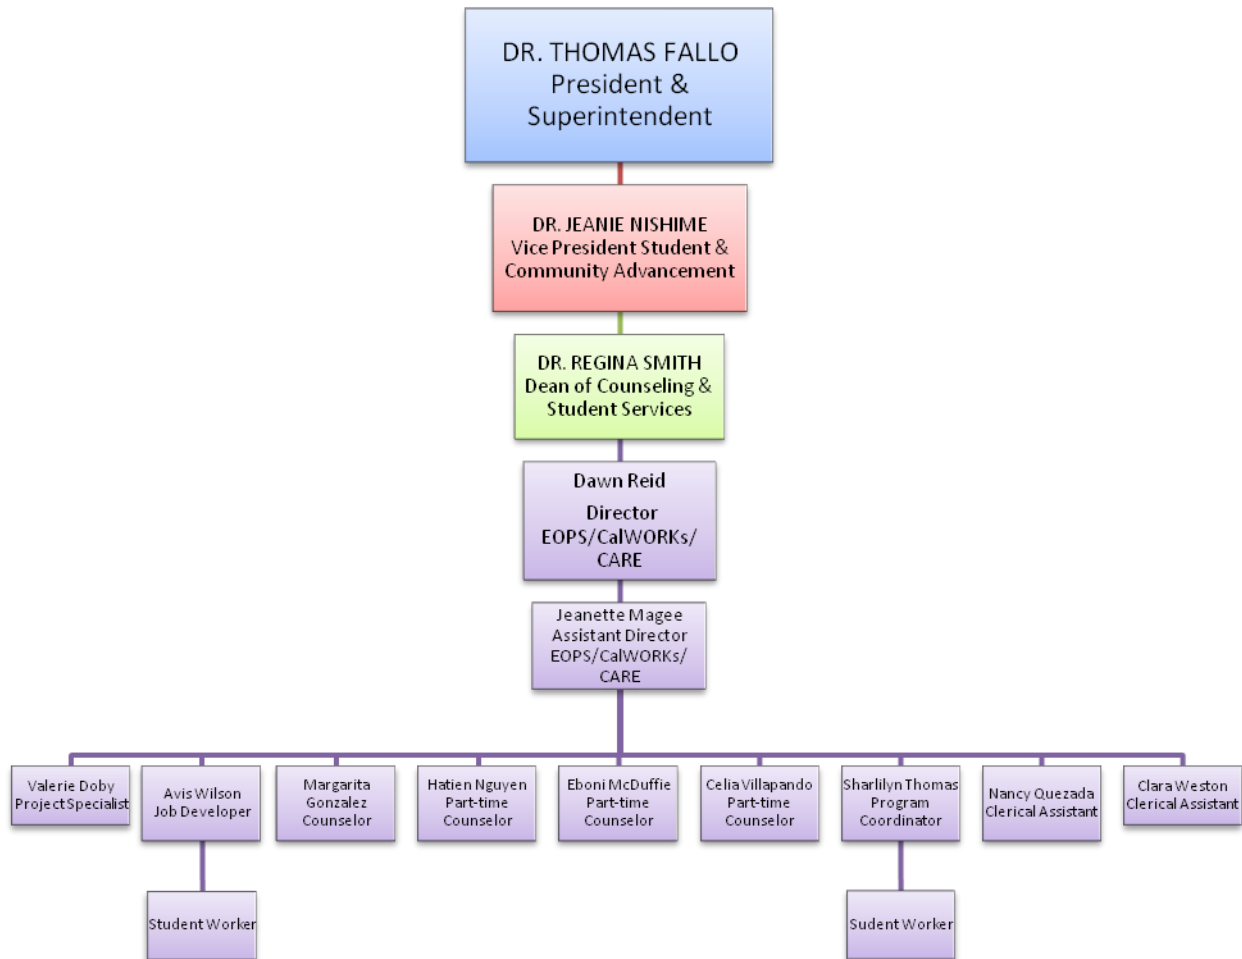 DR. THOMAS FALLO
President &
Superintendent
DR. JEANIE NISHIME
Vice President Student &
Community Advancement
DR. REGINA SMITH
Dean of Counseling &
Student Services
Dawn Reid
Director
EOPS/CalWORKs/
CARE
Jeanette Magee
Assistant Director
EOPS/CalWORKs/
CARE
Valerie Doby
Project Specialist
Avis Wilson
Job Developer
Margarita
Gonzalez
Counselor
Hatien Nguyen
Part-time
Counselor
Eboni McDuffie
Part-time
Counselor
Celia Villapando
Part-time
Counselor
Sharlilyn Thomas
Program
Coordinator
Nancy Quezada
Clerical Assistant
Clara Weston
Clerical Assistant
Student Worker
Sudent Worker